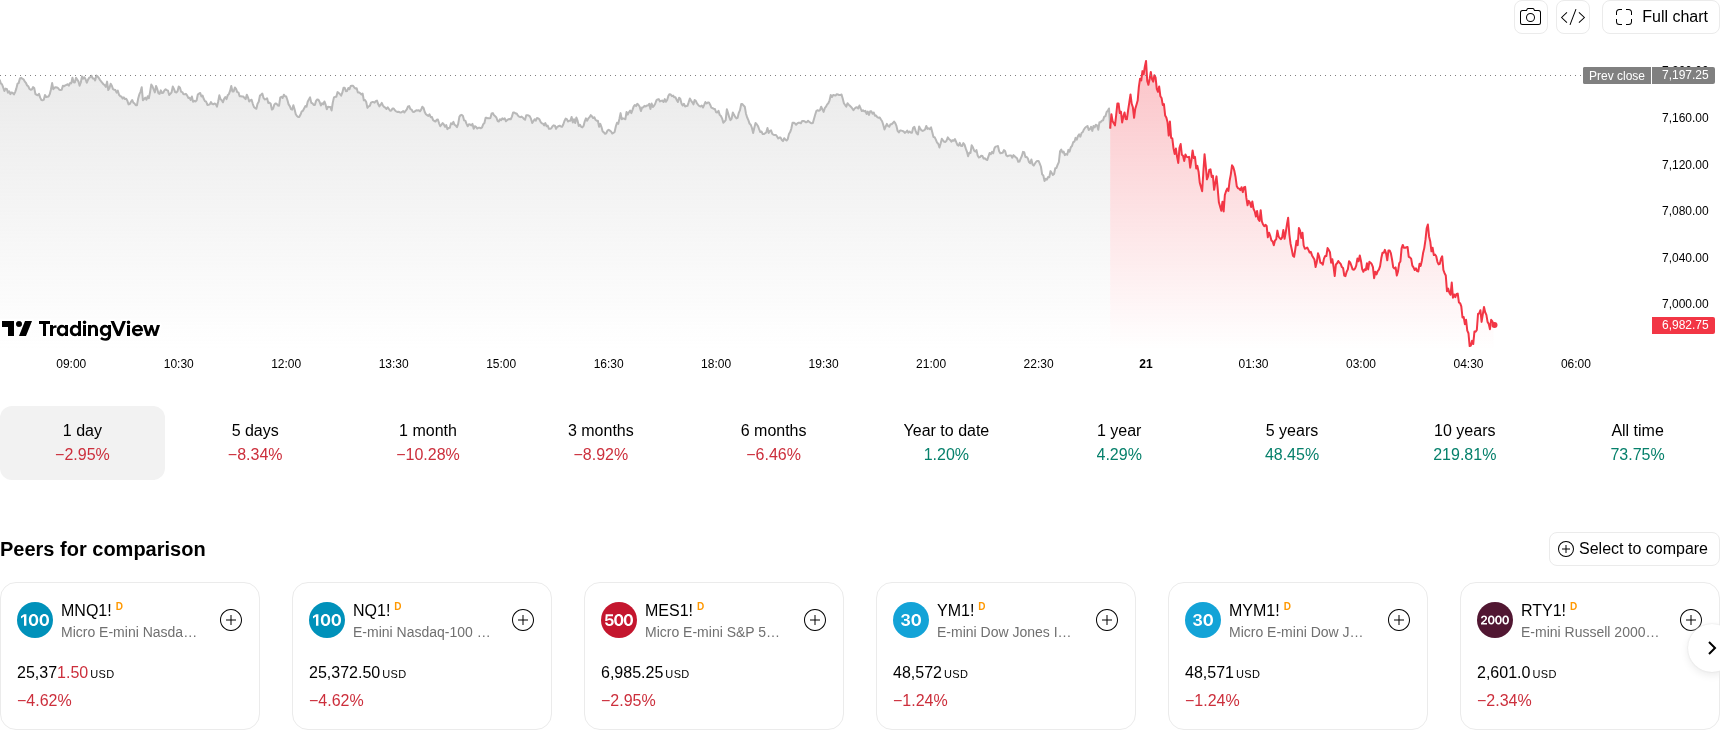 Full chart
Prev close 7,197.25
7,160.00
7,120.00
7,080.00
7,040.00
7,000.00
6,982.75
TradingView
09:00 10:30 12:00 13:30 15:00 16:30 18:00 19:30 21:00 22:30 21 01:30 03:00 04:30 06:00
1 day 5 days 1 month 3 months 6 months Year to date 1 year 5 years 10 years All time
−2.95% −8.34% −10.28% −8.92% −6.46% 1.20% 4.29% 48.45% 219.81% 73.75%
Peers for comparison
Select to compare
100 MNQ1! D
Micro E-mini Nasda…
25,371.50 USD
−4.62%
100 NQ1! D
E-mini Nasdaq-100 …
25,372.50 USD
−4.62%
500 MES1! D
Micro E-mini S&P 5…
6,985.25 USD
−2.95%
30 YM1! D
E-mini Dow Jones I…
48,572 USD
−1.24%
30 MYM1! D
Micro E-mini Dow J…
48,571 USD
−1.24%
2000 RTY1! D
E-mini Russell 2000…
2,601.0 USD
−2.34%